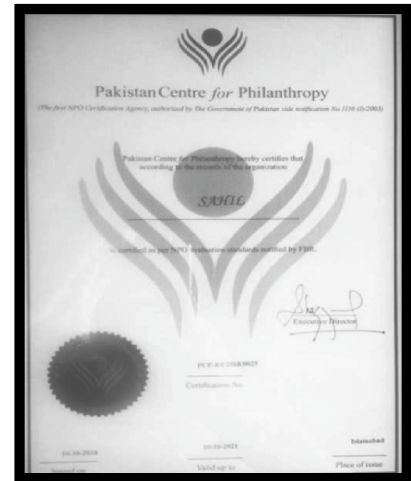 Pakistan Centre for Philanthropy
(The first NPO Certification Agency, authorized by The Government of Pakistan vide notification No.1116 (I)/2003)
Pakistan Centre for Philanthropy hereby certifies that
according to the records of the organization
SAHIL
is certified as per NPO evaluation standards notified by FBR.
Executive Director
Certification No.
Islamabad
Valid up to
Place of issue